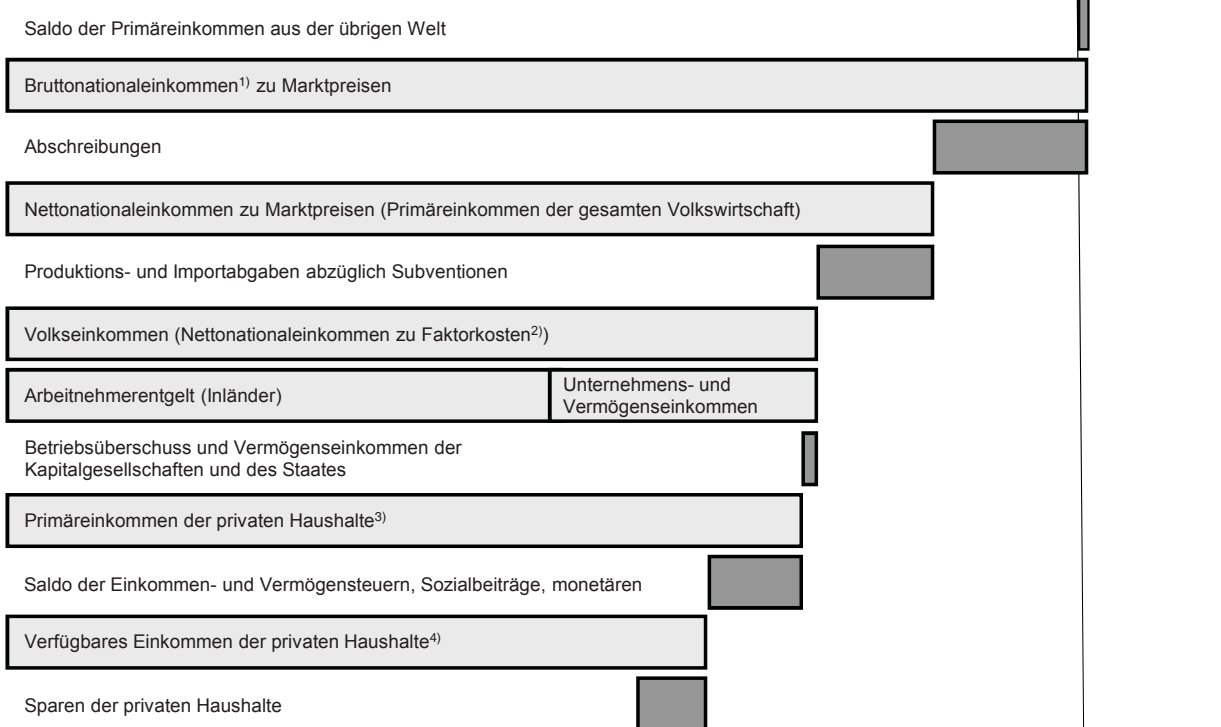 Saldo der Primäreinkommen aus der übrigen Welt
Bruttonationaleinkommen1) zu Marktpreisen
Abschreibungen
Nettonationaleinkommen zu Marktpreisen (Primäreinkommen der gesamten Volkswirtschaft)
Produktions- und Importabgaben abzüglich Subventionen
Volkseinkommen (Nettonationaleinkommen zu Faktorkosten2))
Arbeitnehmerentgelt (Inländer)
Unternehmens- und
Vermögenseinkommen
Betriebsüberschuss und Vermögenseinkommen der
Kapitalgesellschaften und des Staates
Primäreinkommen der privaten Haushalte3)
Saldo der Einkommen- und Vermögensteuern, Sozialbeiträge, monetären
Verfügbares Einkommen der privaten Haushalte4)
Sparen der privaten Haushalte